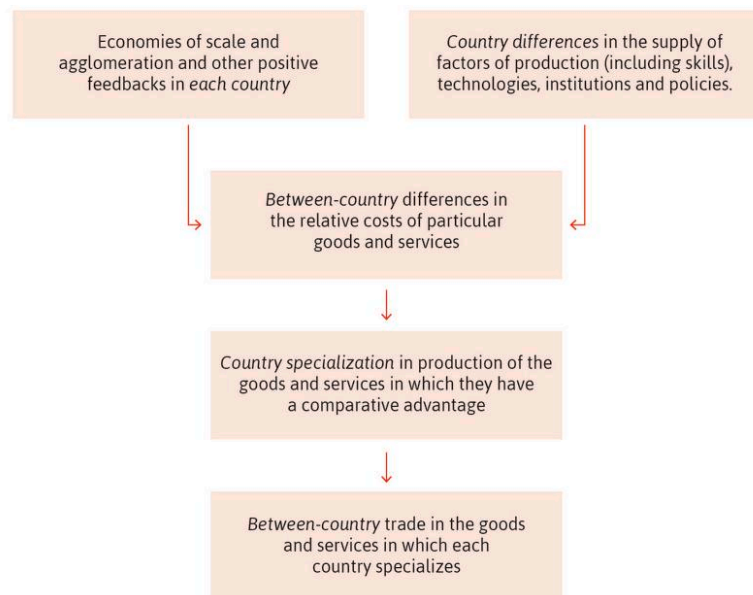 Economies of scale and
agglomeration and other positive
feedbacks in each country
Country differences in the supply of
factors of production (including skills),
technologies, institutions and policies.
Between-country differences in
the relative costs of particular
goods and services
Country specialization in production of the
goods and services in which they have
a comparative advantage
Between-country trade in the goods
and services in which each
country specializes